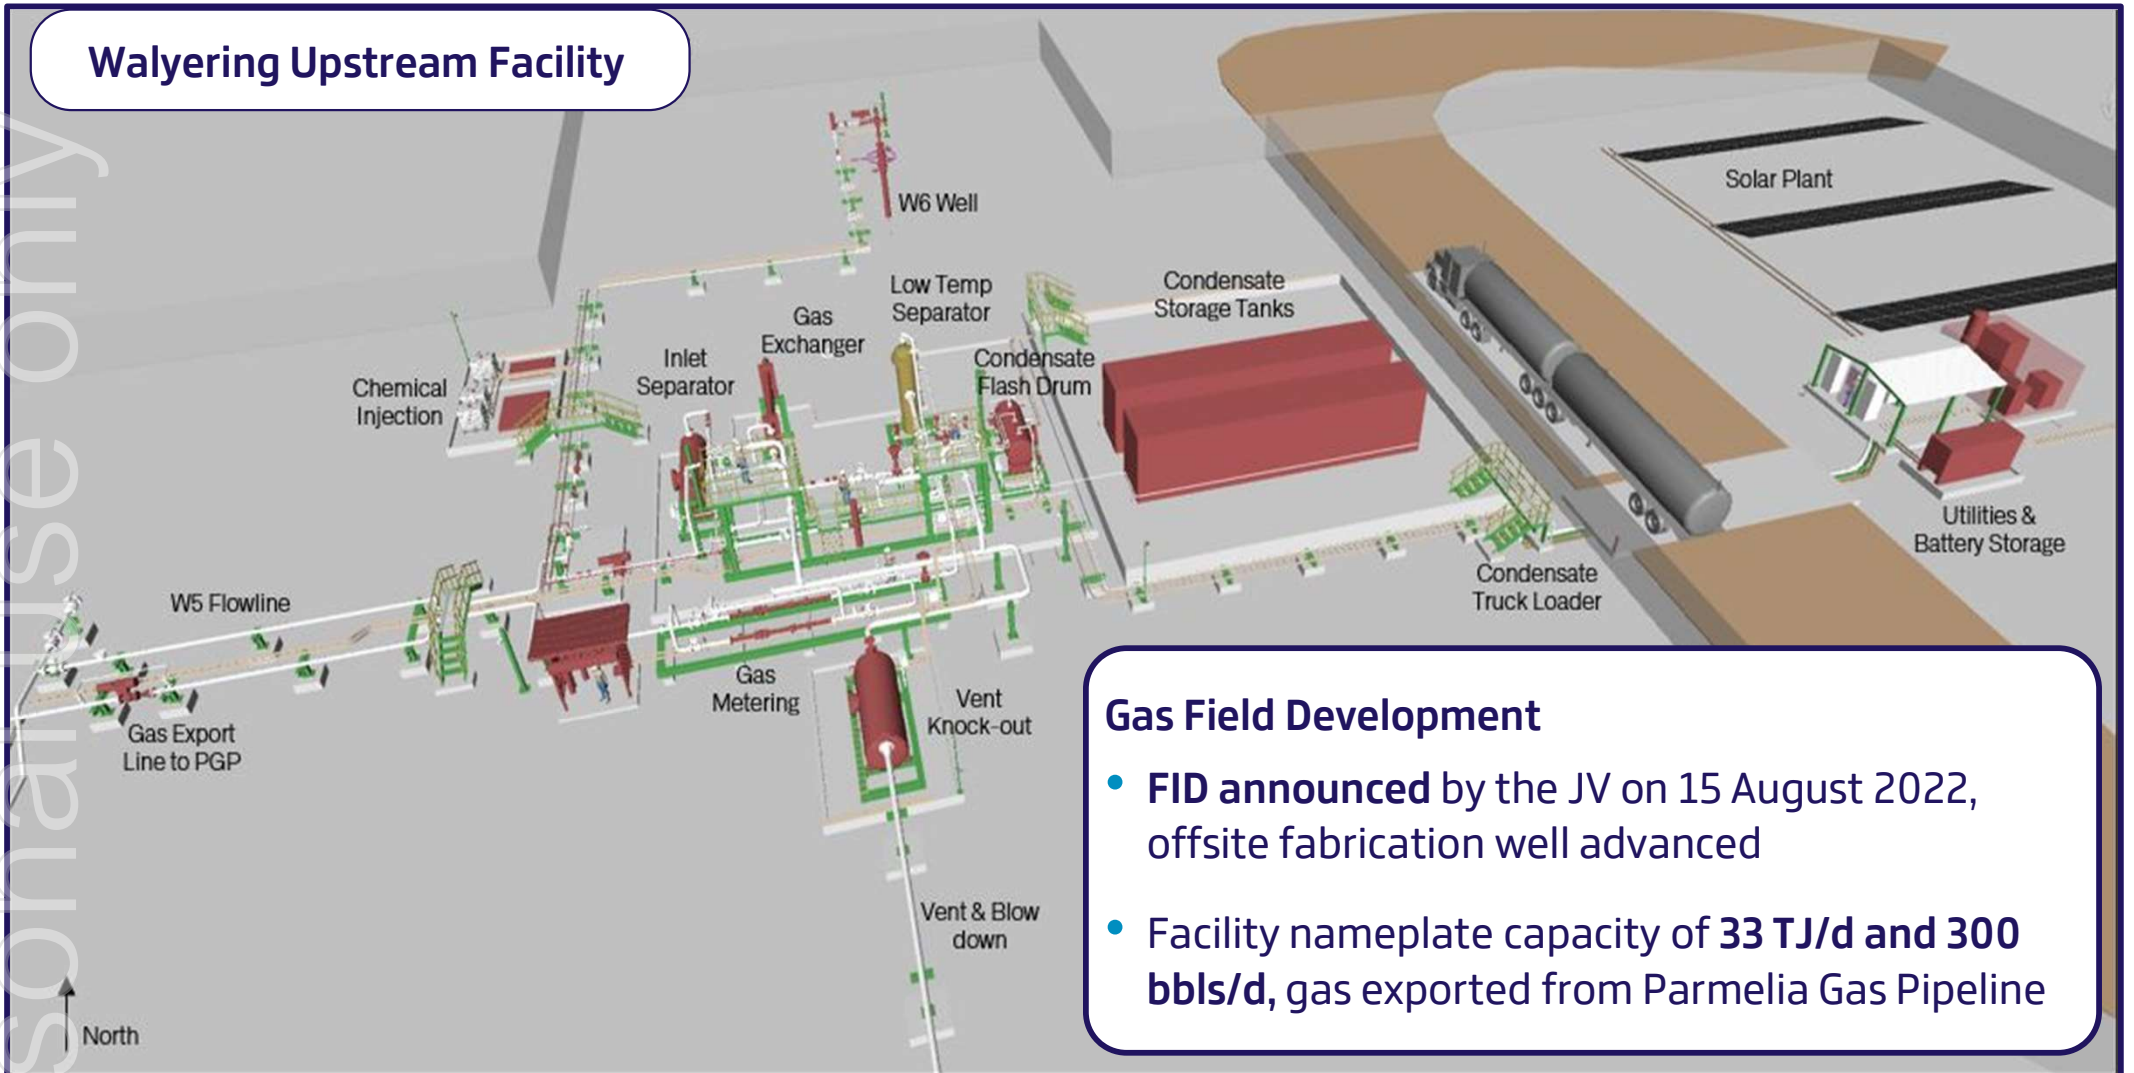 Walyering Upstream Facility
sonal use only
W6 Well
Solar Plant
Low Temp
Separator
Condensate
Storage Tanks
Gas
Exchanger
Inlet
Separator
Condensate
Flash Drum
Chemical
Injection
Utilities &
Battery Storage
Condensate
Truck Loader
W5 Flowline
Gas
Metering
Vent
Knock-out
Gas Export
Line to PGP
Vent & Blow
down
North
Gas Field Development
• FID announced by the JV on 15 August 2022,
offsite fabrication well advanced
• Facility nameplate capacity of 33 TJ/d and 300
bbls/d, gas exported from Parmelia Gas Pipeline